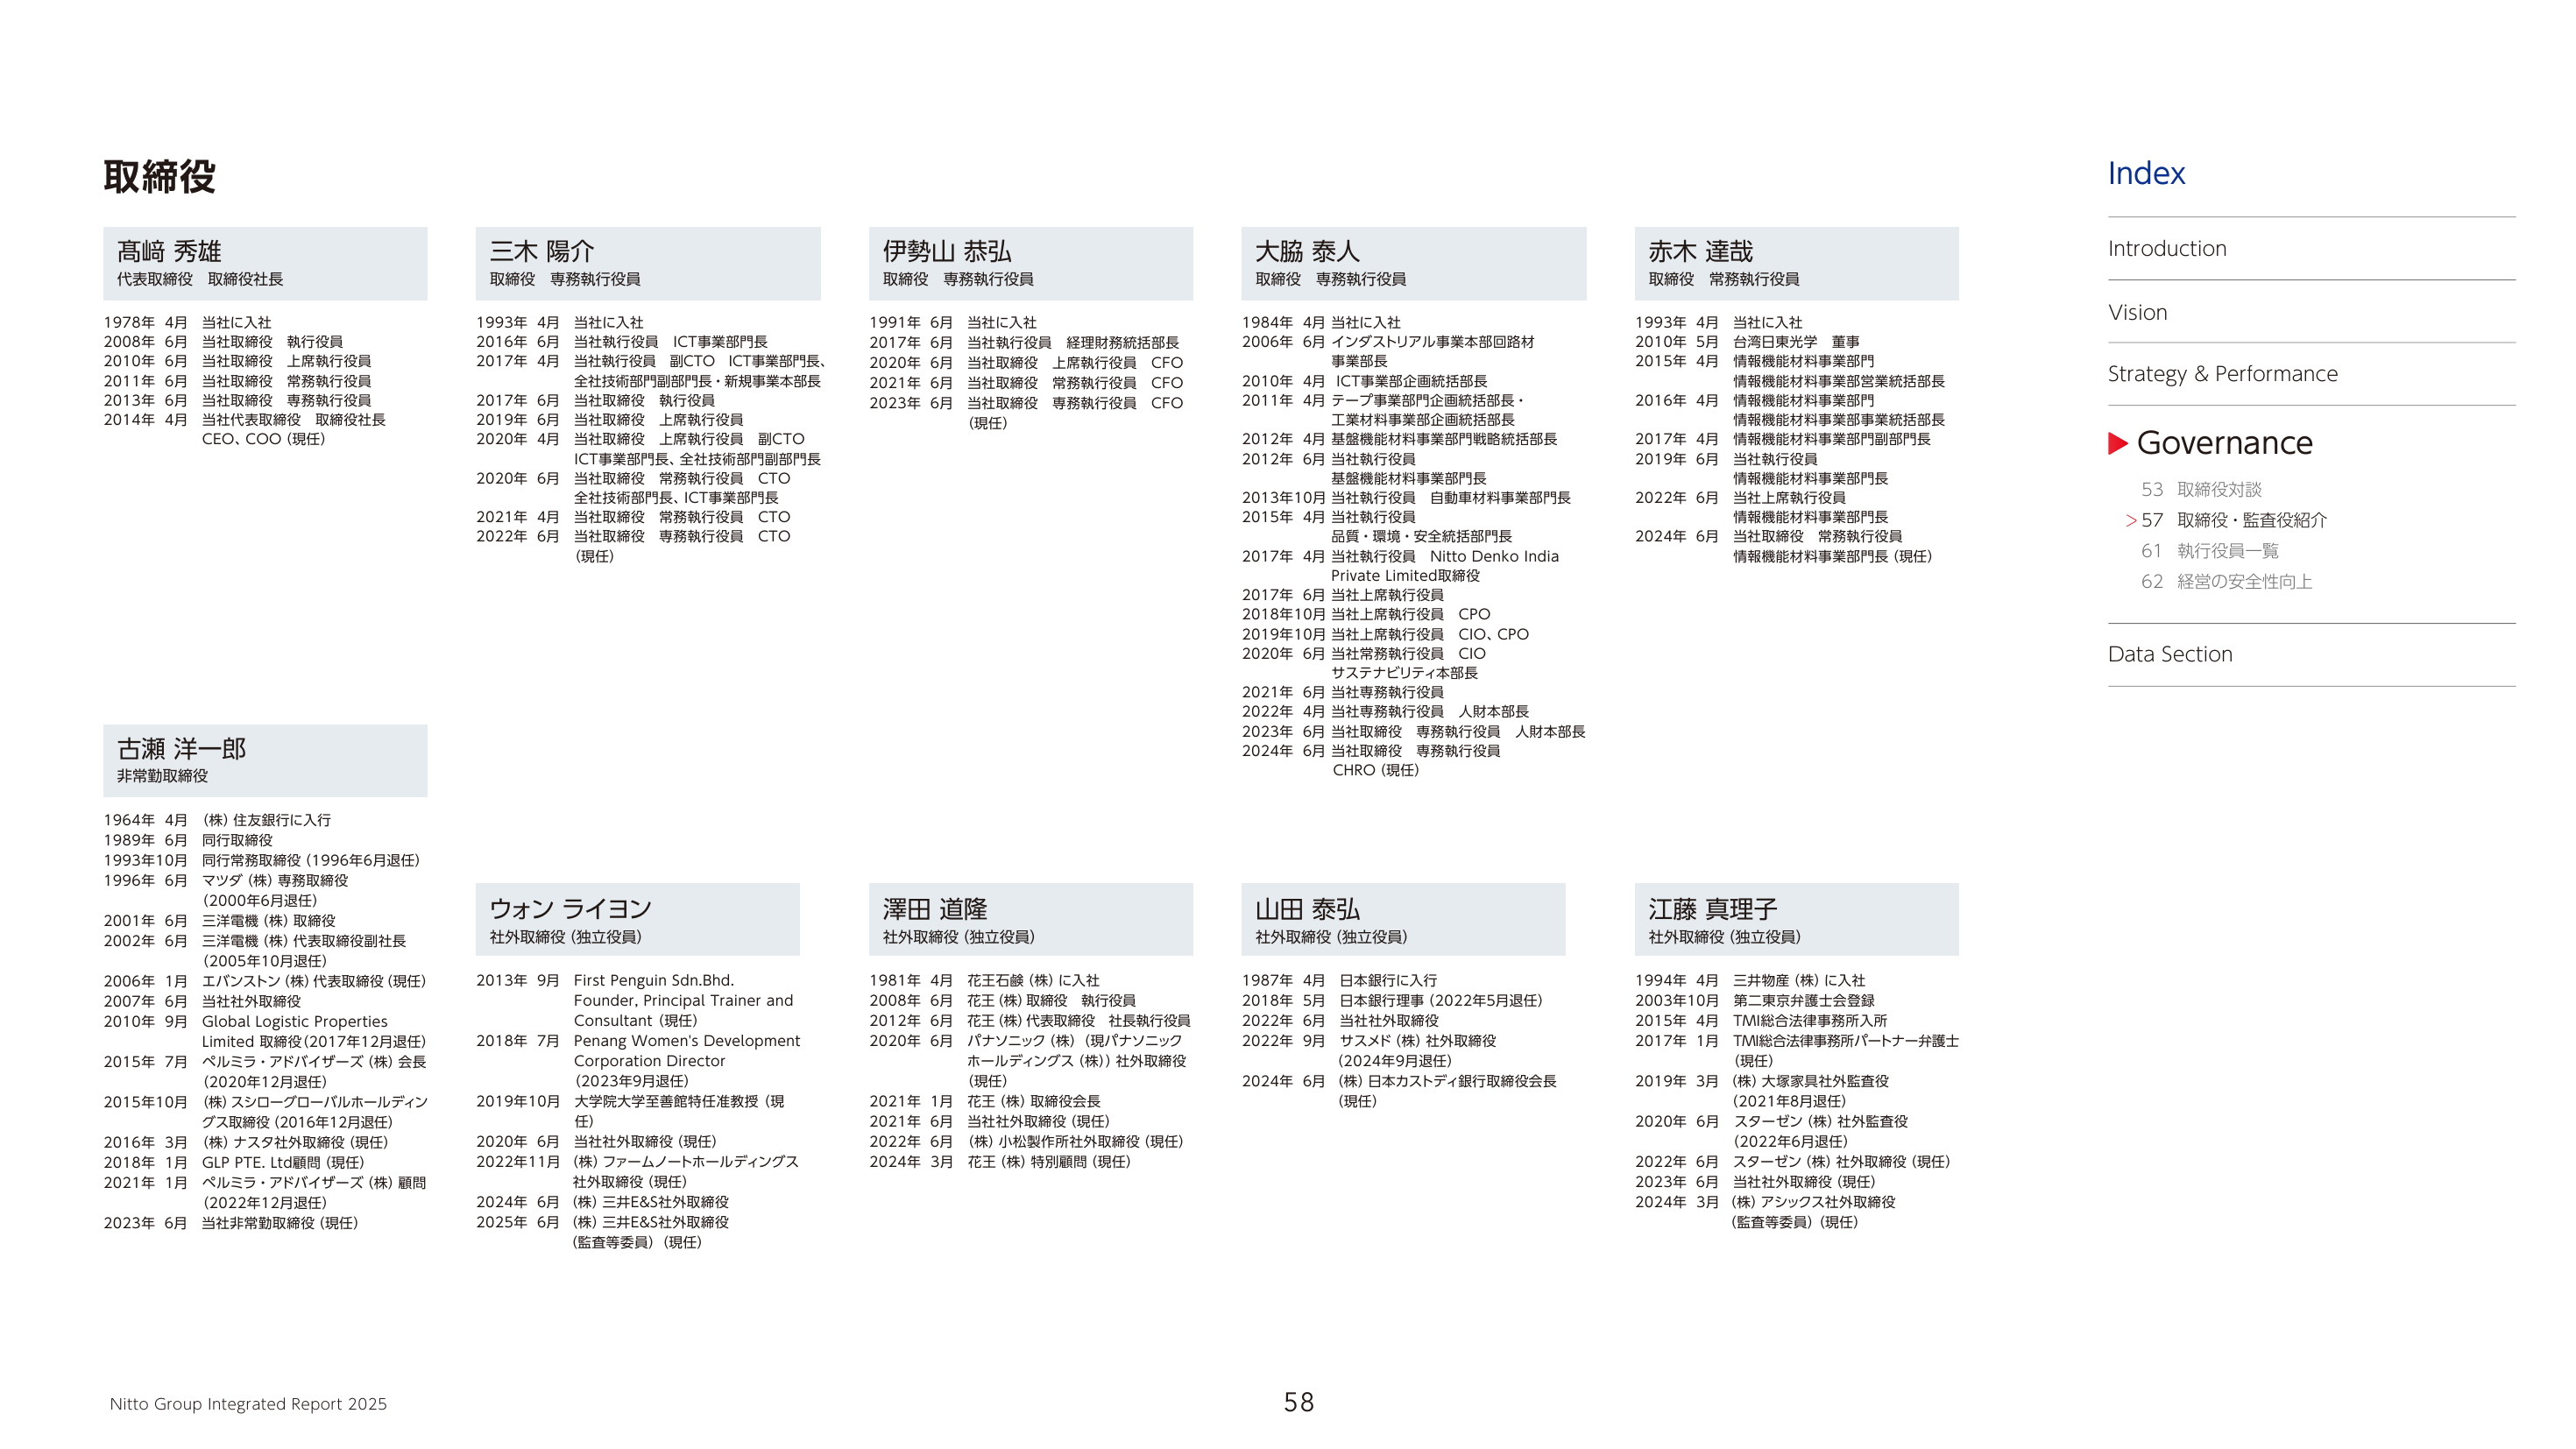 取締役
髙﨑 秀雄
代表取締役　取締役社長
1978年 4月 当社に入社
2008年 6月 当社取締役　執行役員
2010年 6月 当社取締役　上席執行役員
2011年 6月 当社取締役　常務執行役員
2013年 6月 当社取締役　専務執行役員
2014年 4月 当社代表取締役　取締役社長
CEO、COO（現任）
三木 陽介
取締役　専務執行役員
1993年 4月 当社に入社
2016年 6月 当社執行役員　ICT事業部門長
2017年 4月 当社執行役員　副CTO　ICT事業部門長、
全社技術部門副部門長・新規事業本部長
2017年 6月 当社取締役　執行役員
2019年 6月 当社取締役　上席執行役員
2020年 4月 当社取締役　上席執行役員　副CTO
ICT事業部門長、全社技術部門副部門長
2020年 6月 当社取締役　常務執行役員　CTO
全社技術部門長、ICT事業部門長
2021年 4月 当社取締役　常務執行役員　CTO
2022年 6月 当社取締役　専務執行役員　CTO
（現任）
伊勢山 恭弘
取締役　専務執行役員
1991年 6月 当社に入社
2017年 6月 当社執行役員　経理財務統括部長
2020年 6月 当社取締役　上席執行役員　CFO
2021年 6月 当社取締役　常務執行役員　CFO
2023年 6月 当社取締役　専務執行役員　CFO
（現任）
大脇 泰人
取締役　専務執行役員
1984年 4月 当社に入社
2006年 6月 インダストリアル事業本部回路材
事業部長
2010年 4月 ICT事業部企画統括部長
2011年 4月 テープ事業部門企画統括部長・
工業材料事業部企画統括部長
2012年 4月 基盤機能材料事業部門戦略統括部長
2012年 6月 当社執行役員
基盤機能材料事業部門長
2013年10月 当社執行役員　自動車材料事業部門長
2015年 4月 当社執行役員
品質・環境・安全統括部門長
2017年 4月 当社執行役員　Nitto Denko India
Private Limited取締役
2017年 6月 当社上席執行役員
2018年10月 当社上席執行役員　CPO
2019年10月 当社上席執行役員　CIO、CPO
2020年 6月 当社常務執行役員　CIO
サステナビリティ本部長
2021年 6月 当社専務執行役員
2022年 4月 当社専務執行役員　人財本部長
2023年 6月 当社取締役　専務執行役員　人財本部長
2024年 6月 当社取締役　専務執行役員
CHRO（現任）
赤木 達哉
取締役　常務執行役員
1993年 4月 当社に入社
2010年 5月 台湾日東光学　董事
2015年 4月 情報機能材料事業部門
情報機能材料事業部営業統括部長
2016年 4月 情報機能材料事業部門
情報機能材料事業部事業統括部長
2017年 4月 情報機能材料事業部門副部門長
2019年 6月 当社執行役員
情報機能材料事業部門長
2022年 6月 当社上席執行役員
情報機能材料事業部門長
2024年 6月 当社取締役　常務執行役員
情報機能材料事業部門長（現任）
古瀬 洋一郎
非常勤取締役
1964年 4月 （株）住友銀行に入行
1989年 6月 同行取締役
1993年10月 同行常務取締役（1996年6月退任）
1996年 6月 マツダ（株）専務取締役
（2000年6月退任）
2001年 6月 三洋電機（株）取締役
2002年 6月 三洋電機（株）代表取締役副社長
（2005年10月退任）
2006年 1月 エバンストン（株）代表取締役（現任）
2007年 6月 当社社外取締役
2010年 9月 Global Logistic Properties
Limited 取締役（2017年12月退任）
2015年 7月 ペルミラ・アドバイザーズ（株）会長
（2020年12月退任）
2015年10月 （株）スシローグローバルホールディン
グス取締役（2016年12月退任）
2016年 3月 （株）ナスタ社外取締役（現任）
2018年 1月 GLP PTE. Ltd顧問（現任）
2021年 1月 ペルミラ・アドバイザーズ（株）顧問
（2022年12月退任）
2023年 6月 当社非常勤取締役（現任）
ウォン ライヨン
社外取締役（独立役員）
2013年 9月 First Penguin Sdn.Bhd.
Founder, Principal Trainer and
Consultant（現任）
2018年 7月 Penang Women's Development
Corporation Director
（2023年9月退任）
2019年10月 大学院大学至善館特任准教授（現
任）
2020年 6月 当社社外取締役（現任）
2022年11月 （株）ファームノートホールディングス
社外取締役（現任）
2024年 6月 （株）三井E&S社外取締役
2025年 6月 （株）三井E&S社外取締役
（監査等委員）（現任）
澤田 道隆
社外取締役（独立役員）
1981年 4月 花王石鹸（株）に入社
2008年 6月 花王（株）取締役　執行役員
2012年 6月 花王（株）代表取締役　社長執行役員
2020年 6月 パナソニック（株）（現パナソニック
ホールディングス（株））社外取締役
（現任）
2021年 1月 花王（株）取締役会長
2021年 6月 当社社外取締役（現任）
2022年 6月 （株）小松製作所社外取締役（現任）
2024年 3月 花王（株）特別顧問（現任）
山田 泰弘
社外取締役（独立役員）
1987年 4月 日本銀行に入行
2018年 5月 日本銀行理事（2022年5月退任）
2022年 6月 当社社外取締役
2022年 9月 サスメド（株）社外取締役
（2024年9月退任）
2024年 6月 （株）日本カストディ銀行取締役会長
（現任）
江藤 真理子
社外取締役（独立役員）
1994年 4月 三井物産（株）に入社
2003年10月 第二東京弁護士会登録
2015年 4月 TMI総合法律事務所入所
2017年 1月 TMI総合法律事務所パートナー弁護士
（現任）
2019年 3月 （株）大塚家具社外監査役
（2021年8月退任）
2020年 6月 スターゼン（株）社外監査役
（2022年6月退任）
2022年 6月 スターゼン（株）社外取締役（現任）
2023年 6月 当社社外取締役（現任）
2024年 3月 （株）アシックス社外取締役
（監査等委員）（現任）
Index
Introduction
Vision
Strategy & Performance
Governance
53 取締役対談
> 57 取締役・監査役紹介
61 執行役員一覧
62 経営の安全性向上
Data Section
Nitto Group Integrated Report 2025
58